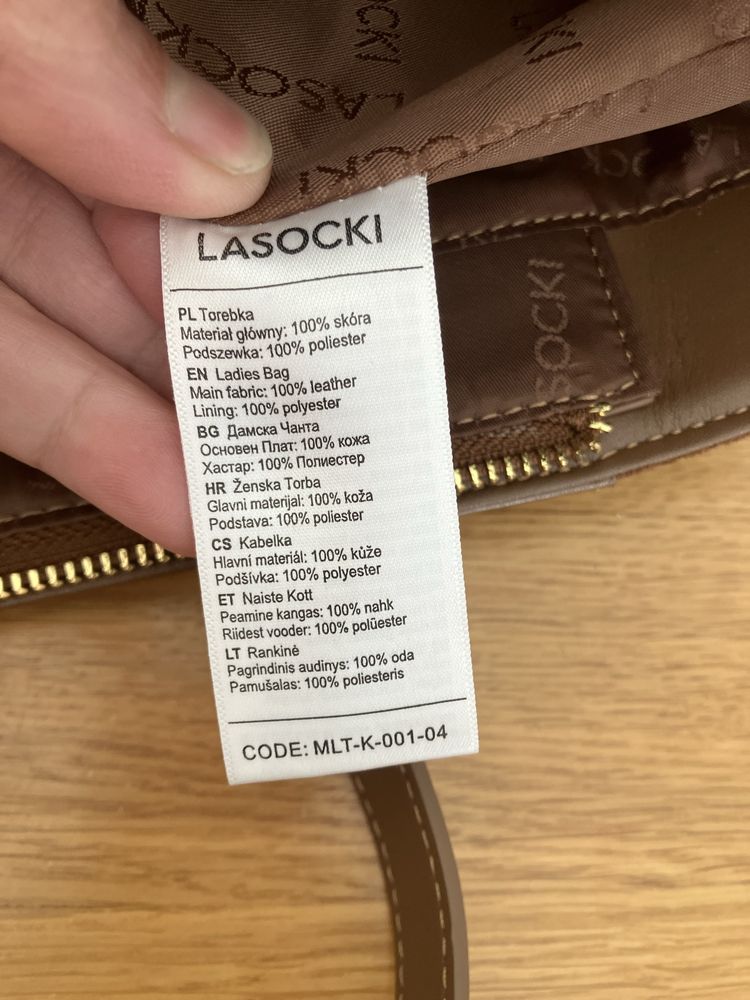 LASOCKI
LASOCKI
PL Torebka
Materiał główny: 100% skóra
Podszewka: 100% poliester
EN Ladies Bag
Main fabric: 100% leather
Lining: 100% polyester
BG Дамска Чанта
Основен Плат: 100% кожа
Хастар: 100% Полиестер
HR Ženska Torba
Glavni materijal: 100% koža
Podstava: 100% poliester
CS Kabelka
Hlavní materiál: 100% kůže
Podšívka: 100% polyester
ET Naiste Kott
Peamine kangas: 100% nahk
Riidest vooder: 100% polüester
LT Rankinė
Pagrindinis audinys: 100% oda
Pamušalas: 100% poliesteris
CODE: MLT-K-001-04